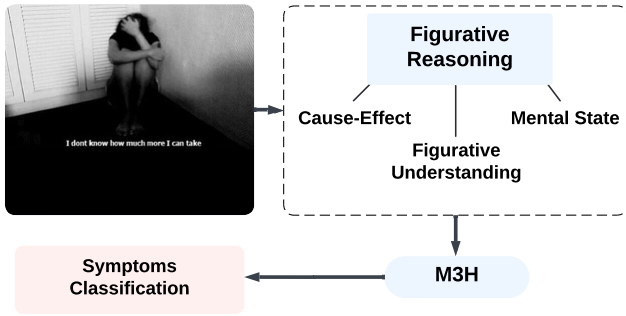 I dont know how much more I can take
Figurative
Reasoning
Cause-Effect
Mental State
Figurative
Understanding
M3H
Symptoms
Classification